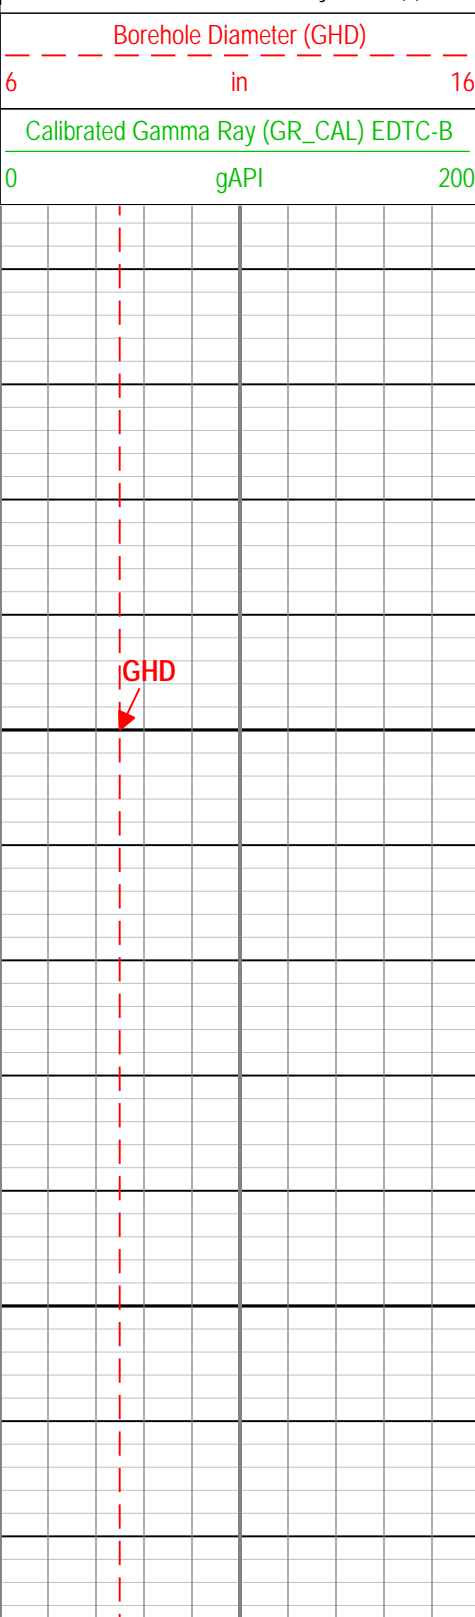 Borehole Diameter (GHD)
6 in 16
Calibrated Gamma Ray (GR_CAL) EDTC-B
0 gAPI 200
GHD